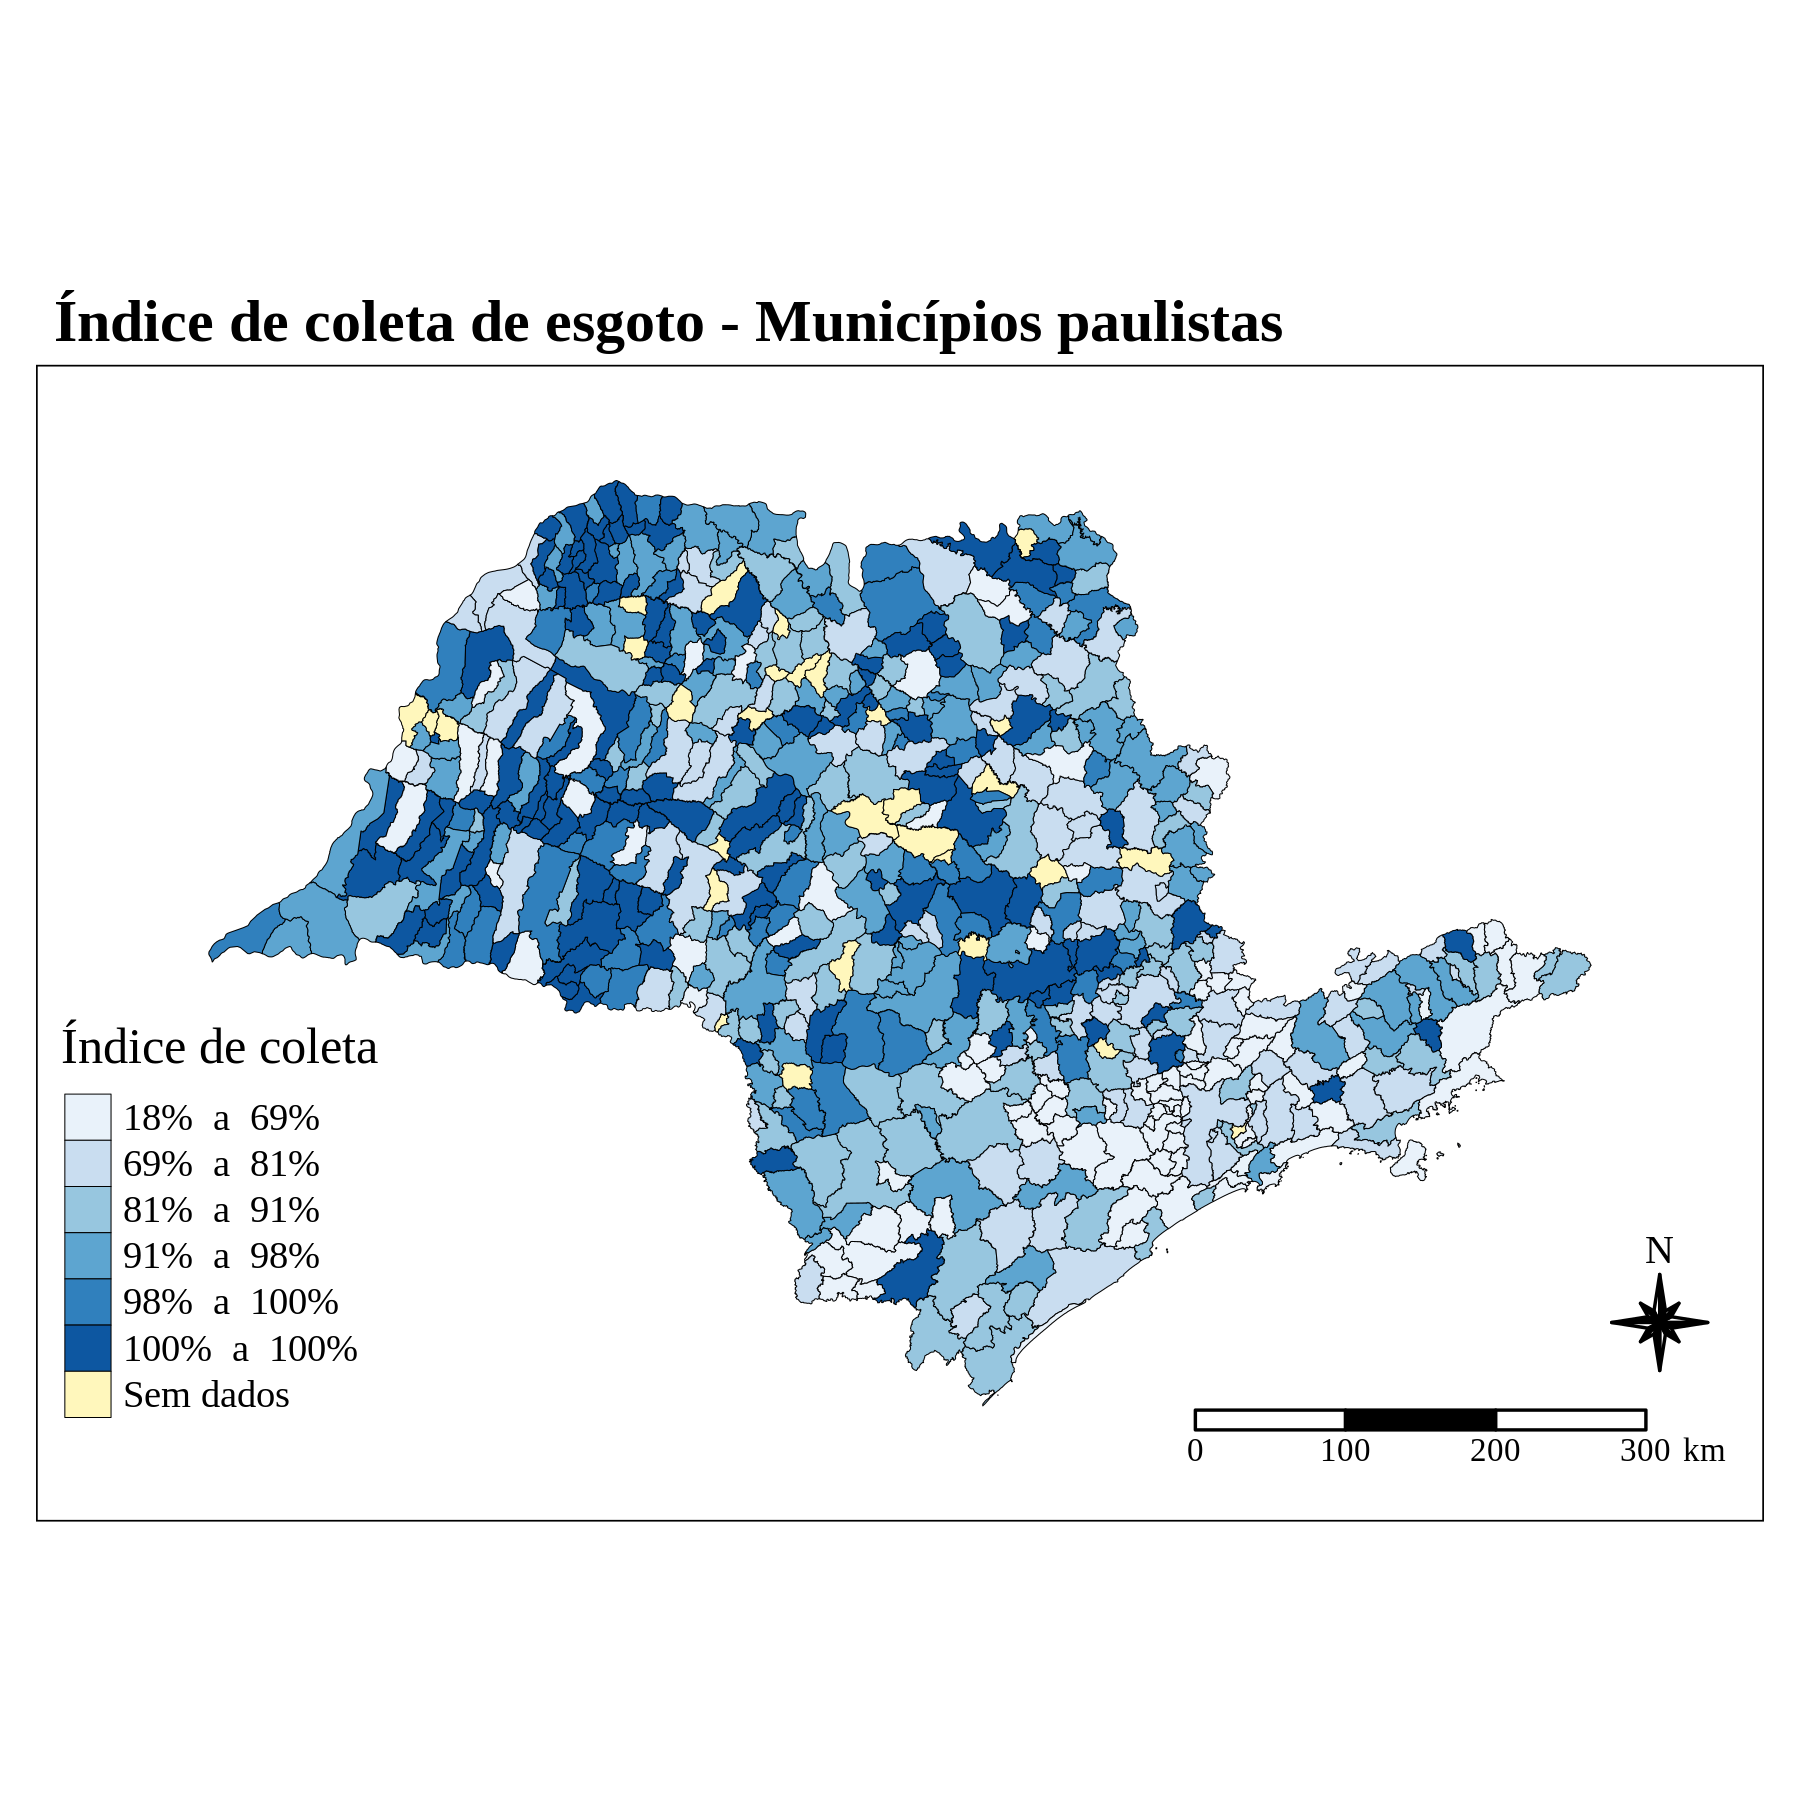 Índice de coleta de esgoto - Municípios paulistas
Índice de coleta
18% a 69%
69% a 81%
81% a 91%
91% a 98%
98% a 100%
100% a 100%
Sem dados
N
0 100 200 300 km